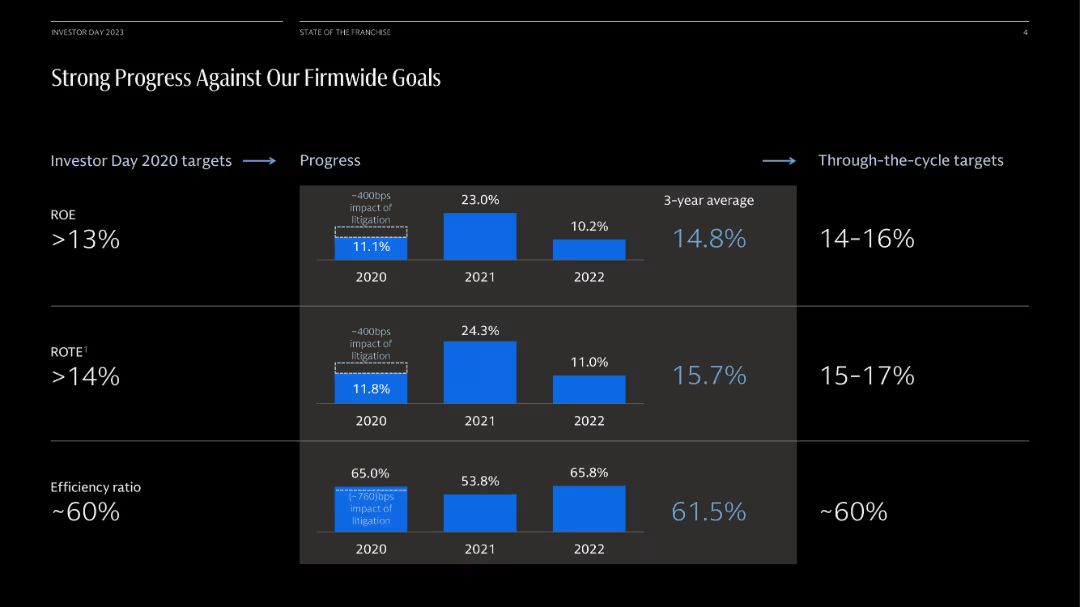 INVESTOR DAY 2023
STATE OF THE FRANCHISE
4
Strong Progress Against Our Firmwide Goals
Investor Day 2020 targets
Progress
Through-the-cycle targets
ROE
>13%
~400bps
impact of
litigation
11.1%
23.0%
10.2%
2020
2021
2022
3-year average
14.8%
14-16%
ROTE¹
>14%
~400bps
impact of
litigation
11.8%
24.3%
11.0%
2020
2021
2022
15.7%
15-17%
Efficiency ratio
~60%
65.0%
(~760)bps
impact of
litigation
53.8%
65.8%
2020
2021
2022
61.5%
~60%